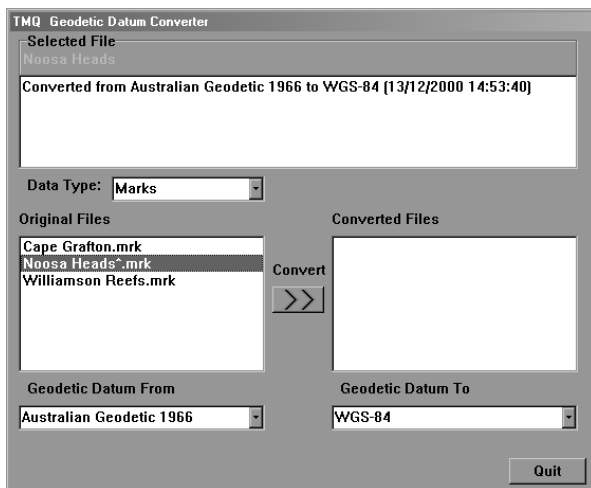 TMQ Geodetic Datum Converter
Selected File
Noosa Heads
Converted from Australian Geodetic 1966 to WGS-84 (13/12/2000 14:53:40)
Data Type: Marks
Original Files
Converted Files
Cape Grafton.mrk
Noosa Heads^.mrk
Williamson Reefs.mrk
Convert
>>
Geodetic Datum From
Geodetic Datum To
Australian Geodetic 1966
WGS-84
Quit